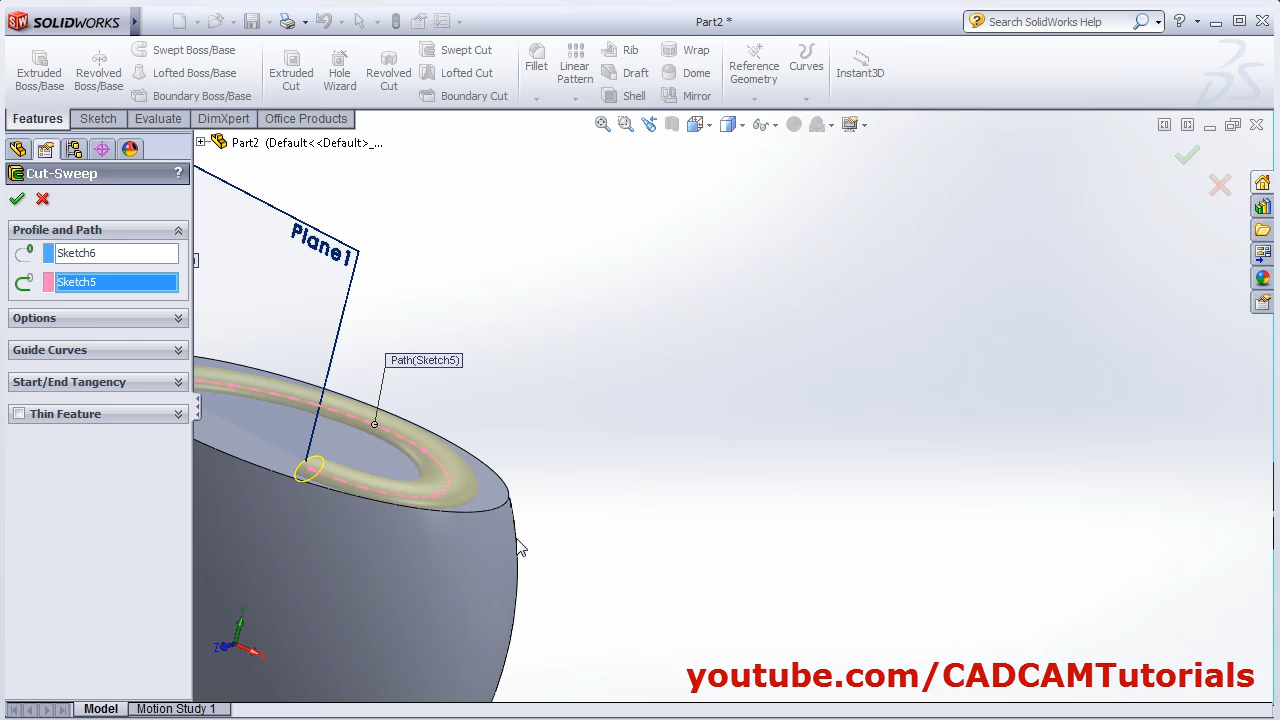 SOLIDWORKS
Part2 *
Search SolidWorks Help
Extruded Boss/Base
Revolved Boss/Base
Swept Boss/Base
Lofted Boss/Base
Boundary Boss/Base
Extruded Cut
Hole Wizard
Revolved Cut
Swept Cut
Lofted Cut
Boundary Cut
Fillet
Linear Pattern
Rib
Draft
Shell
Wrap
Dome
Mirror
Reference Geometry
Curves
Instant3D
Features
Sketch
Evaluate
DimXpert
Office Products
Part2 (Default<<Default>_...
Cut-Sweep
?
Profile and Path
Sketch6
Sketch5
Options
Guide Curves
Start/End Tangency
Thin Feature
Plane1
Path(Sketch5)
Y
Z
X
youtube.com/CADCAMTutorials
Model
Motion Study 1